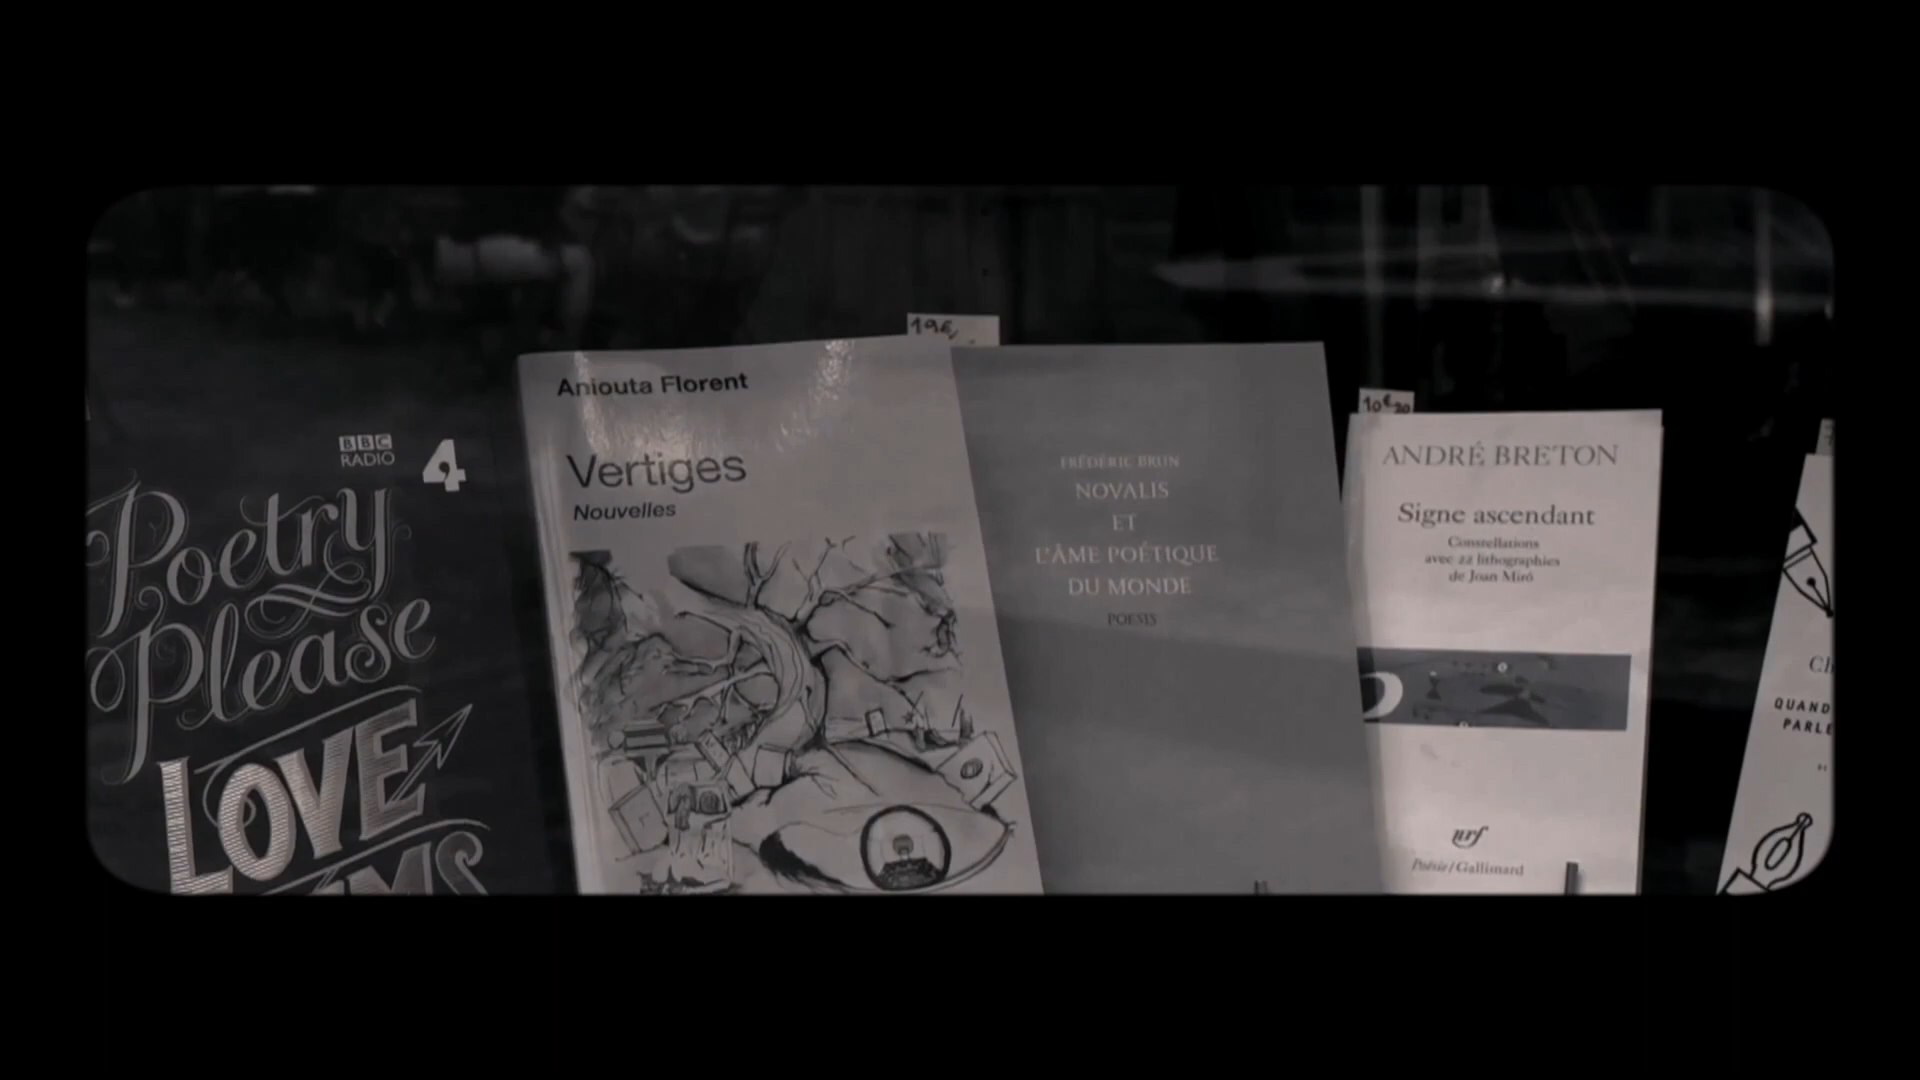 BBC
RADIO
4
Poetry
Please
LOVE
19€
Aniouta Florent
Vertiges
Nouvelles
FRÉDÉRIC BRUN
NOVALIS
ET
L'ÂME POÉTIQUE
DU MONDE
POESIS
10€20
ANDRÉ BRETON
Signe ascendant
Constellations
avec 22 lithographies
de Joan Miró
nrf
Poésie/Gallimard
QUAND
PARLE